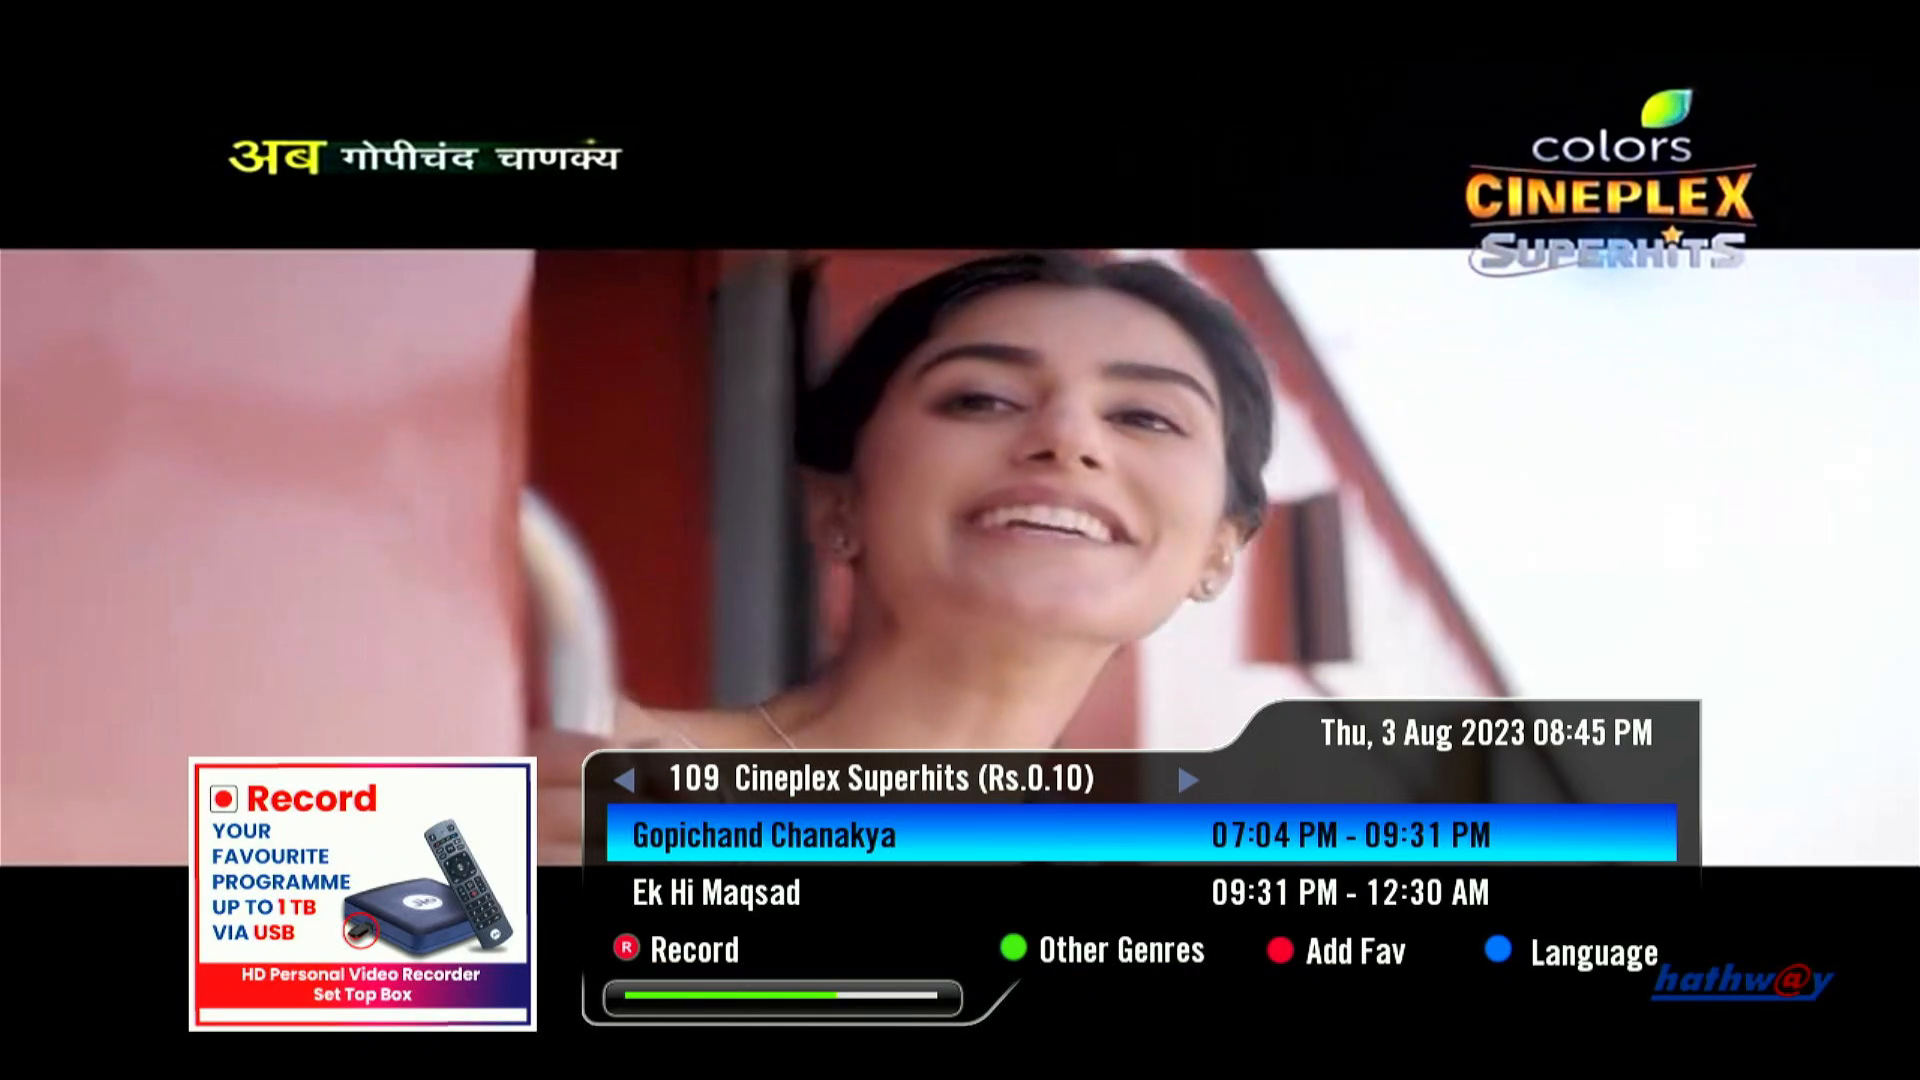 अब गोपीचंद चाणक्य
colors
CINEPLEX
SUPERHITS
Thu, 3 Aug 2023 08:45 PM
109 Cineplex Superhits (Rs.0.10)
Gopichand Chanakya 07:04 PM - 09:31 PM
Ek Hi Maqsad 09:31 PM - 12:30 AM
R Record Other Genres Add Fav Language
hathw@y
Record
YOUR
FAVOURITE
PROGRAMME
UP TO 1 TB
VIA USB
Jio
HD Personal Video Recorder
Set Top Box